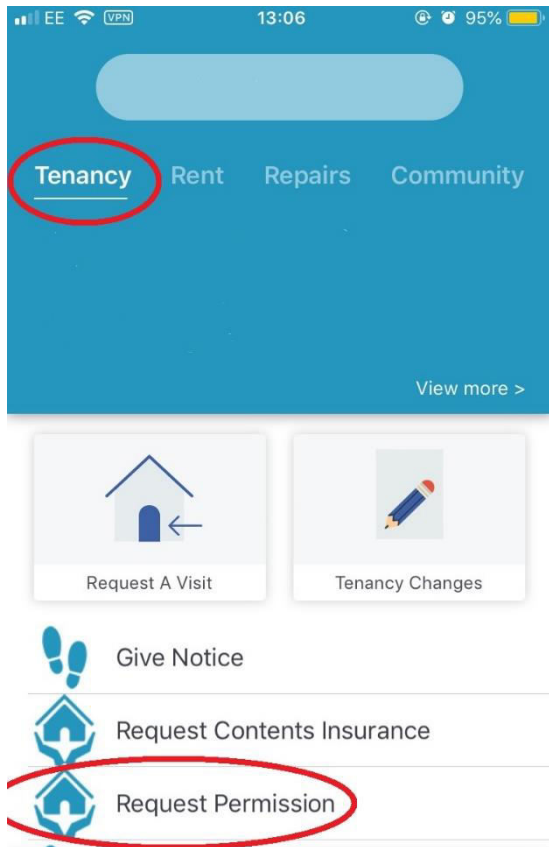 EE VPN 13:06 95%
Tenancy Rent Repairs Community
View more >
Request A Visit Tenancy Changes
Give Notice
Request Contents Insurance
Request Permission